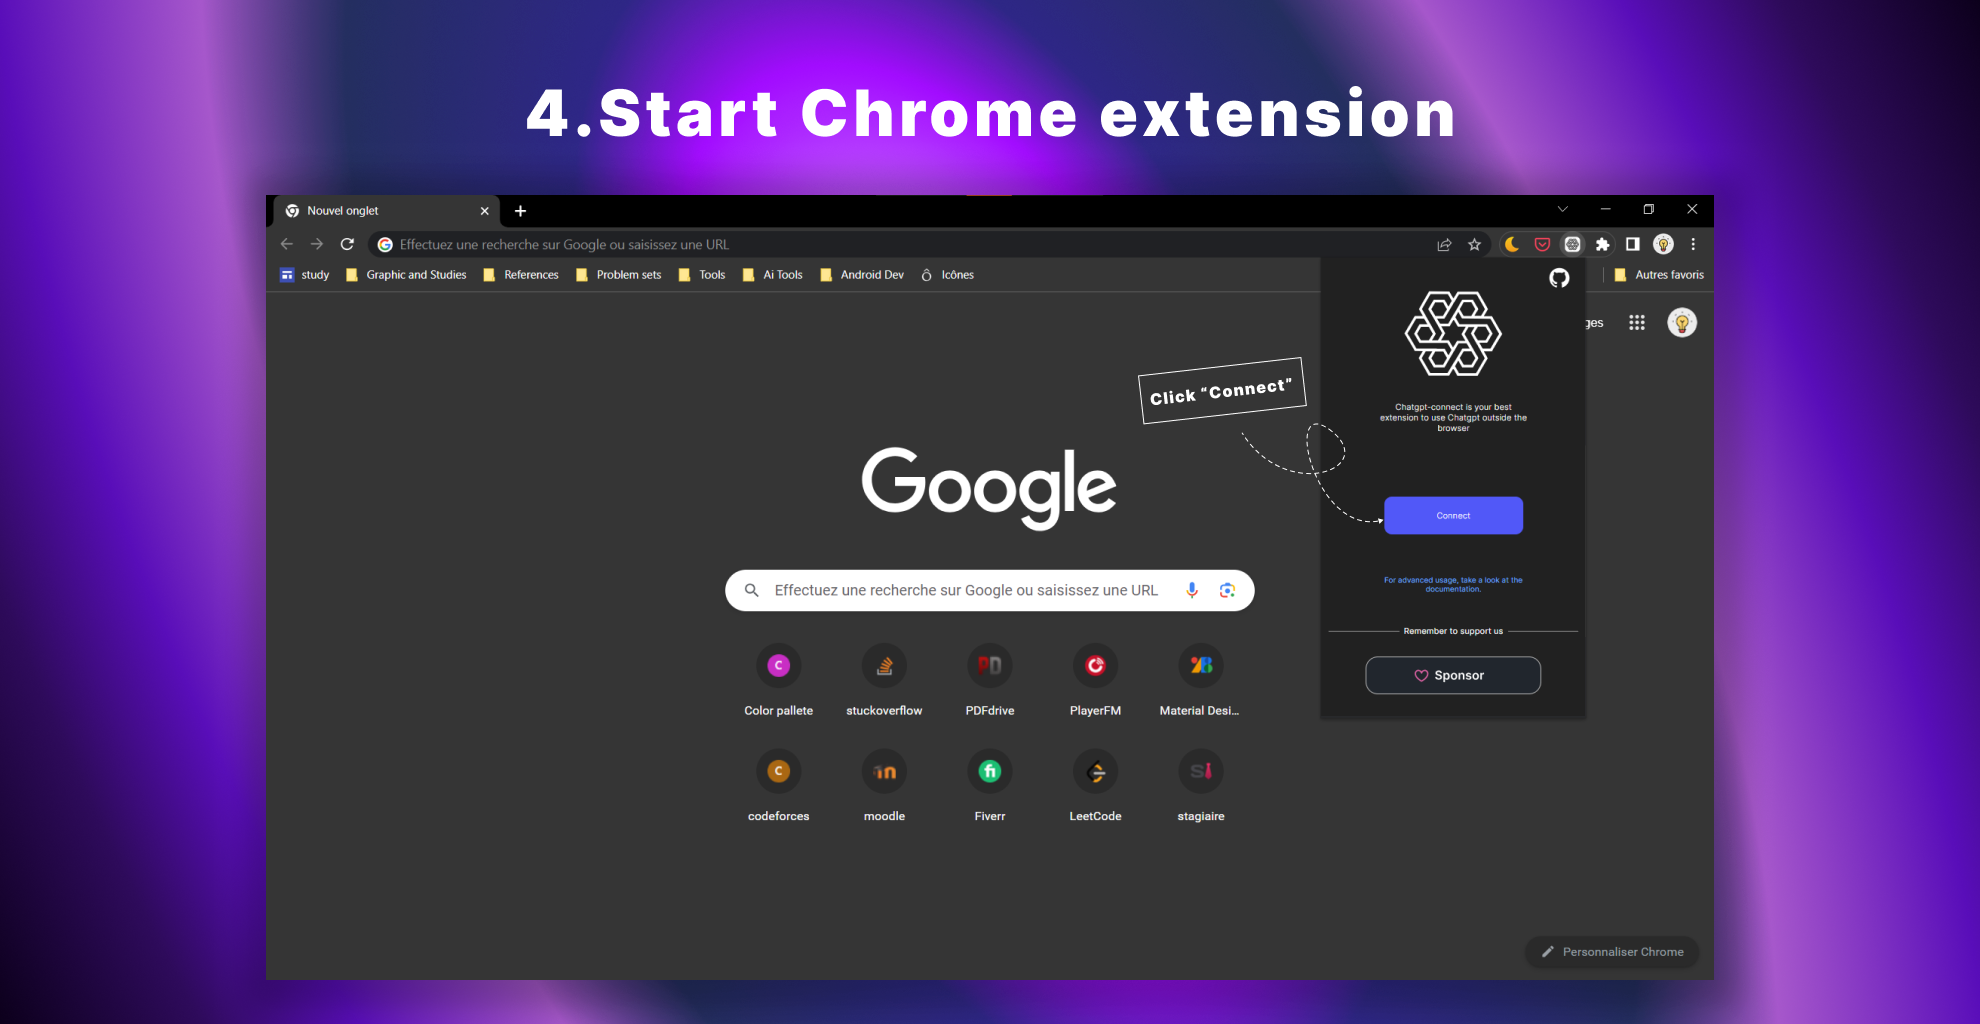 4.Start Chrome extension
Nouvel onglet
Effectuez une recherche sur Google ou saisissez une URL
study
Graphic and Studies
References
Problem sets
Tools
Ai Tools
Android Dev
Icônes
Autres favoris
ges
Click "Connect"
Chatgpt-connect is your best
extension to use Chatgpt outside the
browser
Connect
For advanced usage, take a look at the
documentation.
Remember to support us
Sponsor
Google
Effectuez une recherche sur Google ou saisissez une URL
C
PD
Color pallete
stuckoverflow
PDFdrive
PlayerFM
Material Desi...
C
fi
SI
codeforces
moodle
Fiverr
LeetCode
stagiaire
Personnaliser Chrome